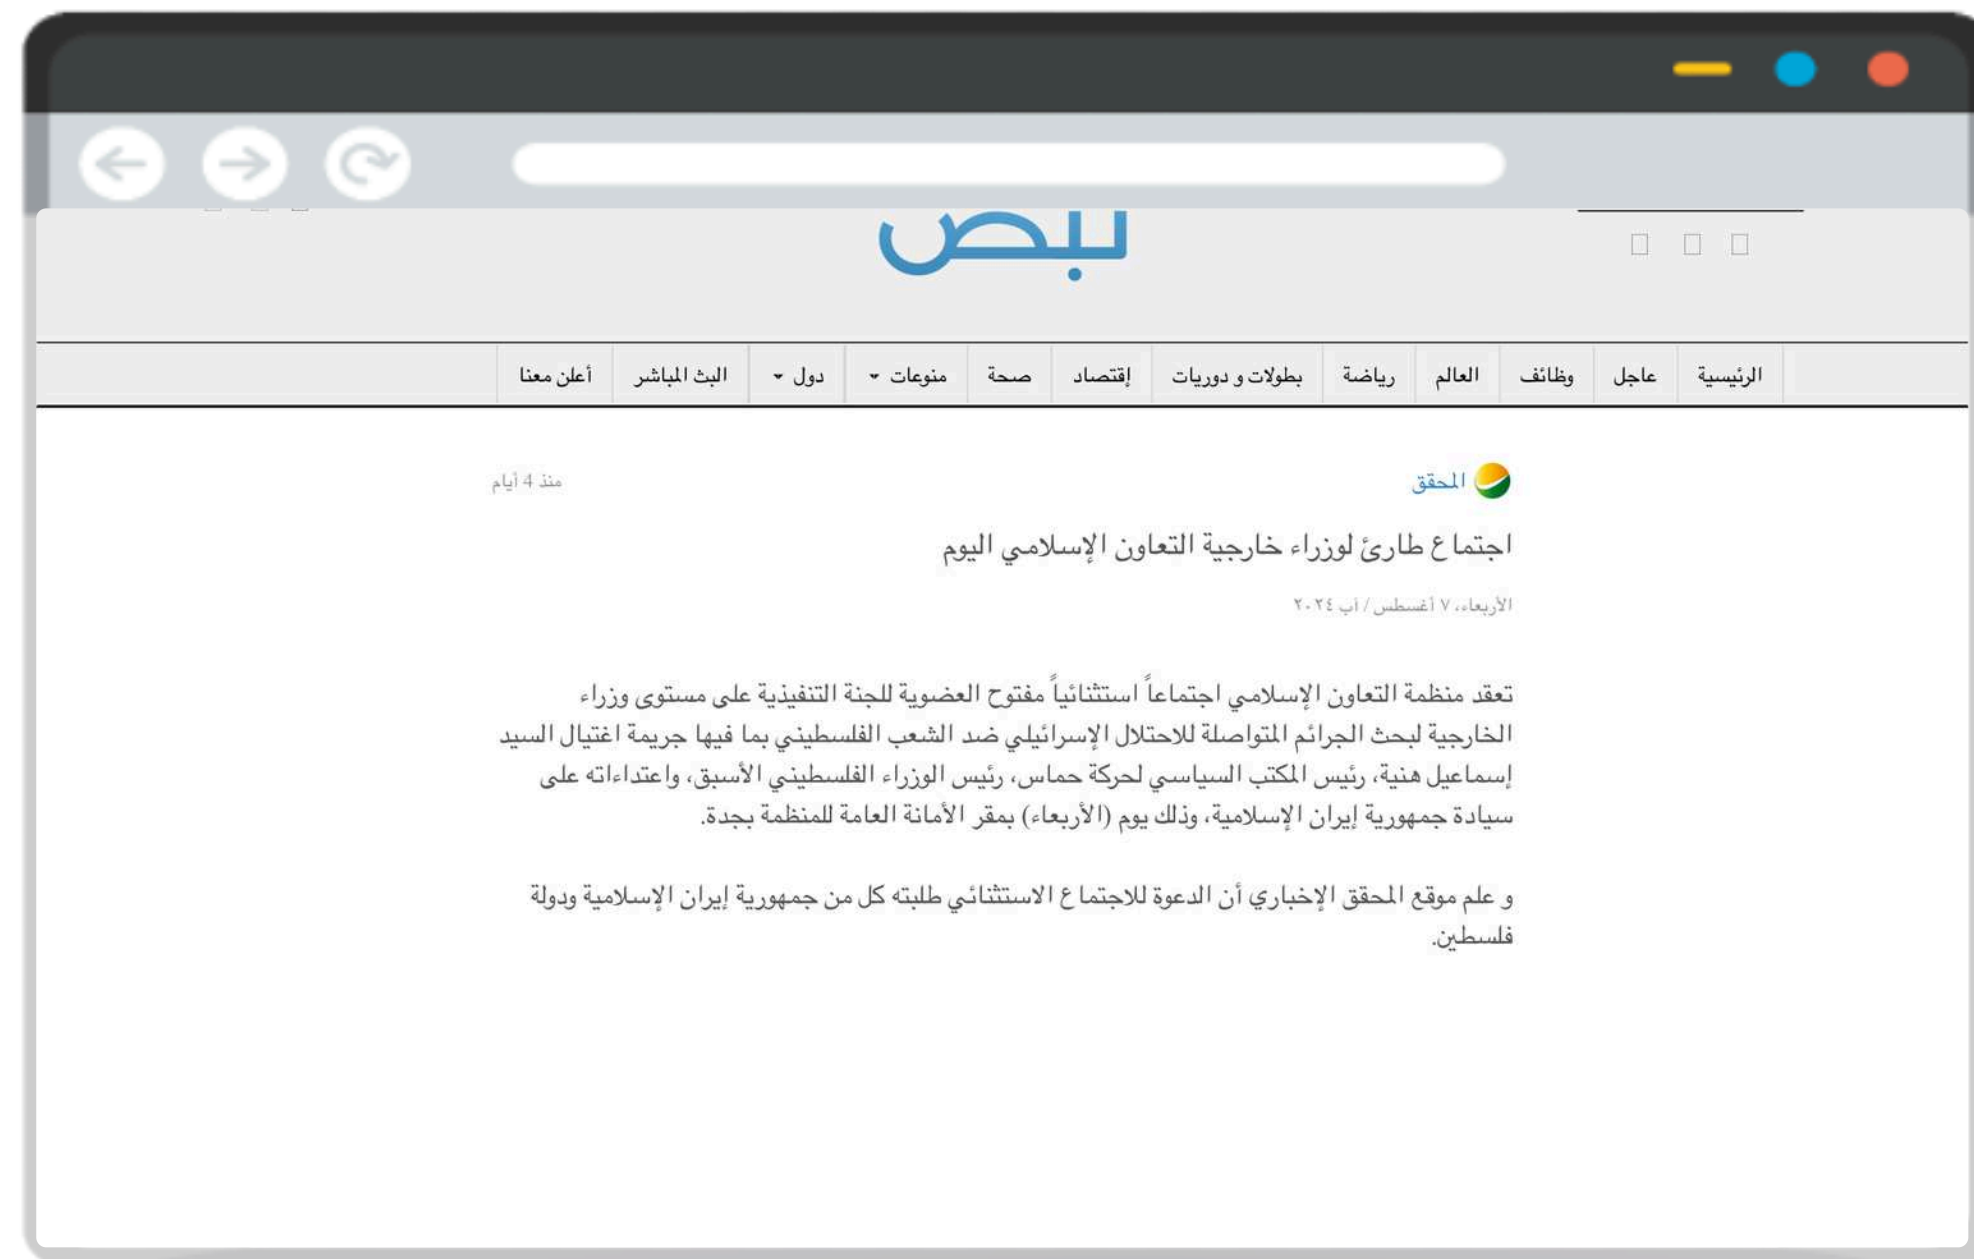 نبض
الرئيسية عاجل وظائف العالم رياضة بطولات و دوريات إقتصاد صحة منوعات دول البث المباشر أعلن معنا
المحقق
منذ 4 أيام
اجتماع طارئ لوزراء خارجية التعاون الإسلامي اليوم
الأربعاء، ٧ أغسطس / آب ٢٠٢٤
تعقد منظمة التعاون الإسلامي اجتماعاً استثنائياً مفتوح العضوية للجنة التنفيذية على مستوى وزراء
الخارجية لبحث الجرائم المتواصلة للاحتلال الإسرائيلي ضد الشعب الفلسطيني بما فيها جريمة اغتيال السيد
إسماعيل هنية، رئيس المكتب السياسي لحركة حماس، رئيس الوزراء الفلسطيني الأسبق، واعتداءاته على
سيادة جمهورية إيران الإسلامية، وذلك يوم (الأربعاء) بمقر الأمانة العامة للمنظمة بجدة.
و علم موقع المحقق الإخباري أن الدعوة للاجتماع الاستثنائي طلبته كل من جمهورية إيران الإسلامية ودولة
فلسطين.